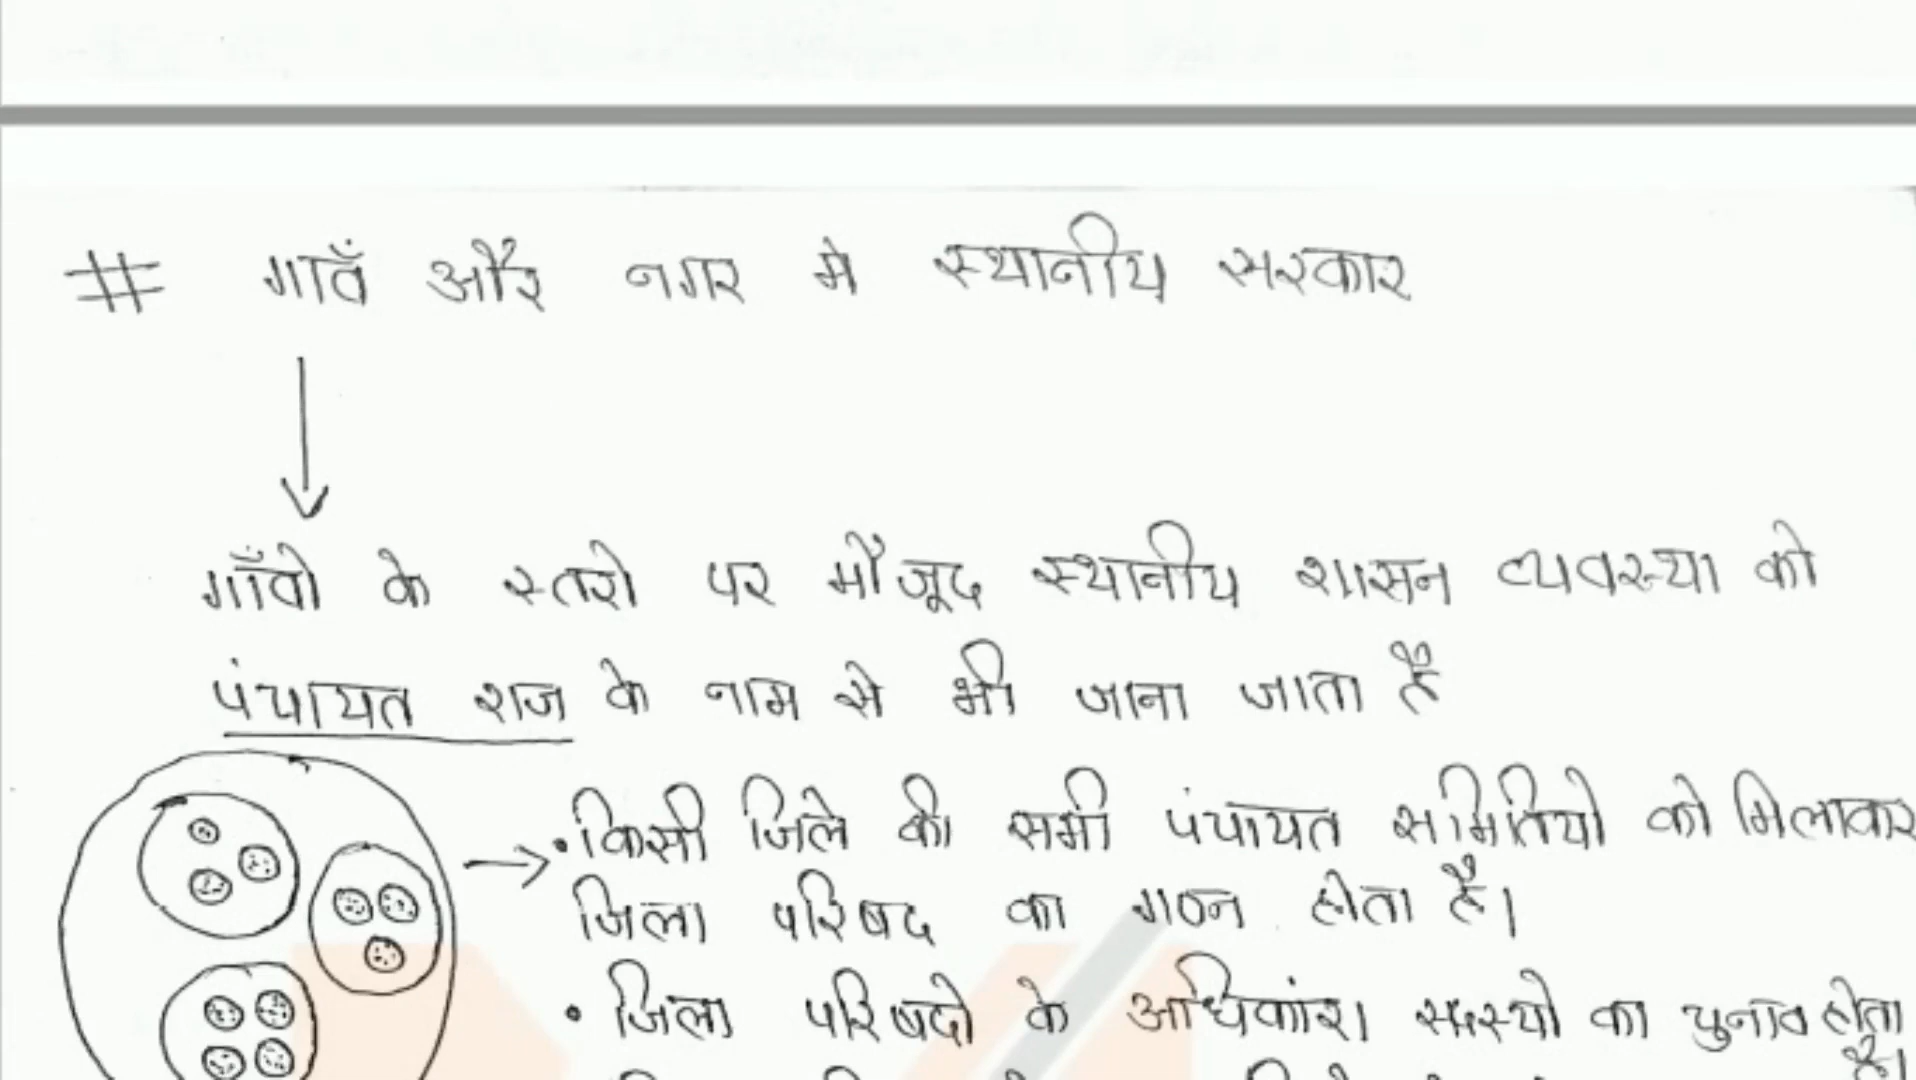 # गावँ और नगर मे स्थानीय सरकार
गाँवो के स्तरो पर मौजूद स्थानीय शासन व्यवस्था को
पंचायत राज के नाम से भी जाना जाता है
• किसी जिले की सभी पंचायत समितियो को मिलाकर
जिला परिषद का गठन होता है।
• जिला परिषदो के अधिकांश सदस्यो का चुनाव होता
है।